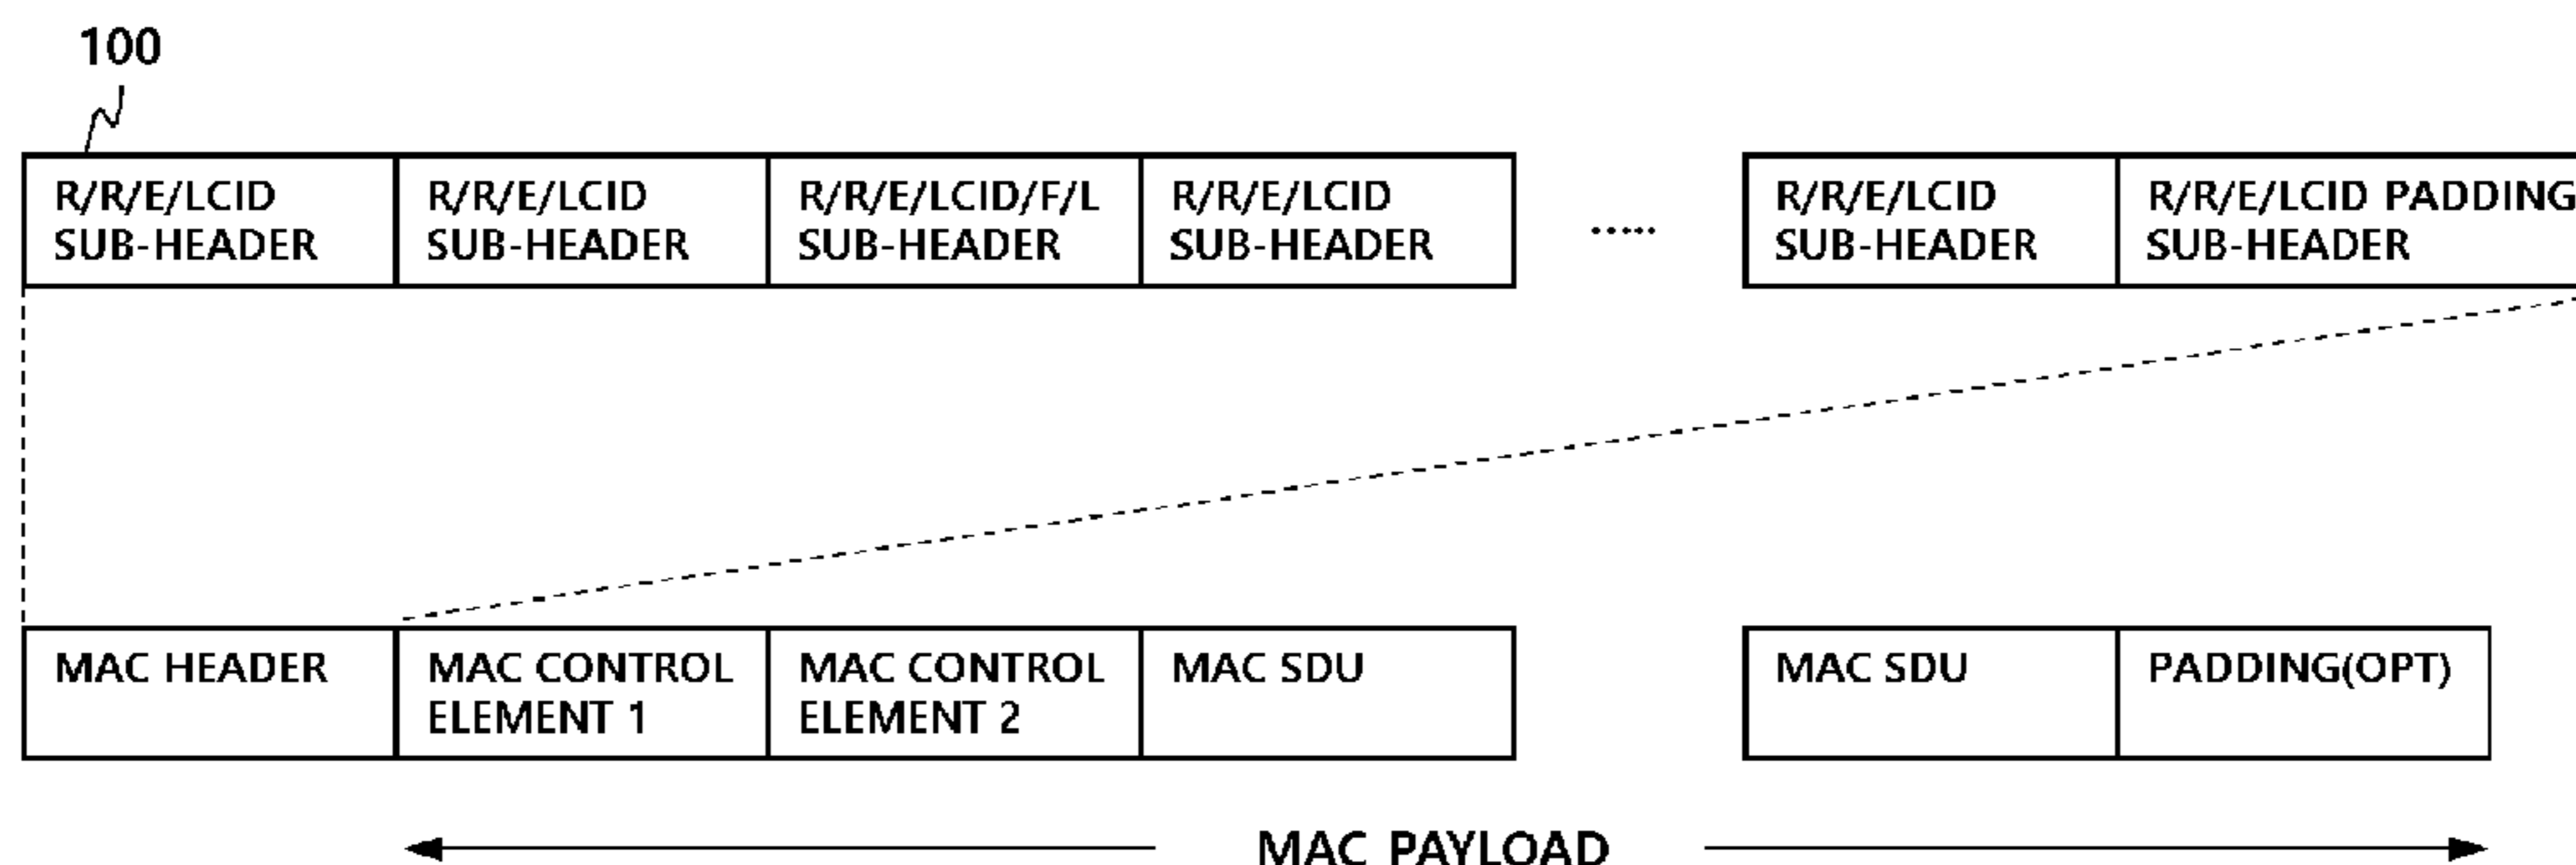 100
R/R/E/LCID
SUB-HEADER
R/R/E/LCID
SUB-HEADER
R/R/E/LCID/F/L
SUB-HEADER
R/R/E/LCID
SUB-HEADER
.....
R/R/E/LCID
SUB-HEADER
R/R/E/LCID PADDING
SUB-HEADER
MAC HEADER
MAC CONTROL
ELEMENT 1
MAC CONTROL
ELEMENT 2
MAC SDU
MAC SDU
PADDING(OPT)
MAC PAYLOAD